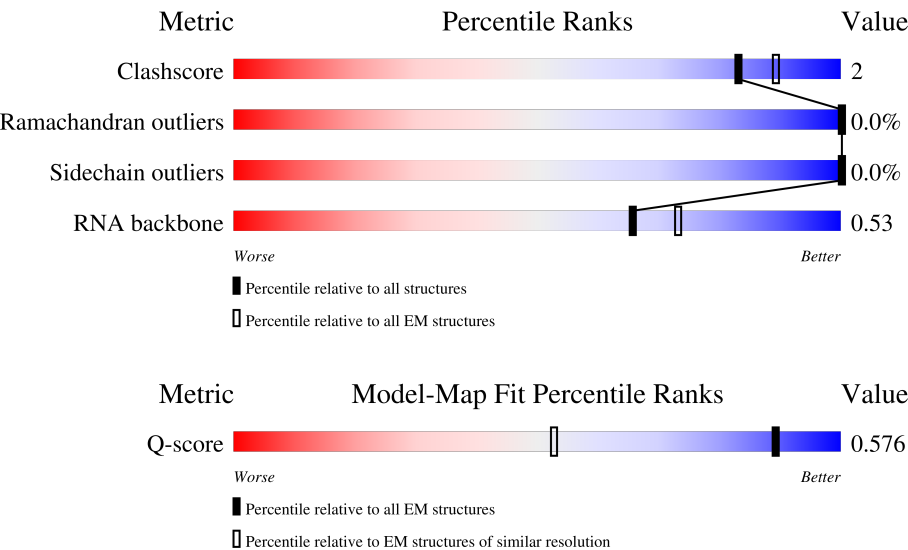 Metric Percentile Ranks Value
Clashscore 2
Ramachandran outliers 0.0%
Sidechain outliers 0.0%
RNA backbone 0.53
Worse Better
Percentile relative to all structures
Percentile relative to all EM structures
Metric Model-Map Fit Percentile Ranks Value
Q-score 0.576
Worse Better
Percentile relative to all EM structures
Percentile relative to EM structures of similar resolution